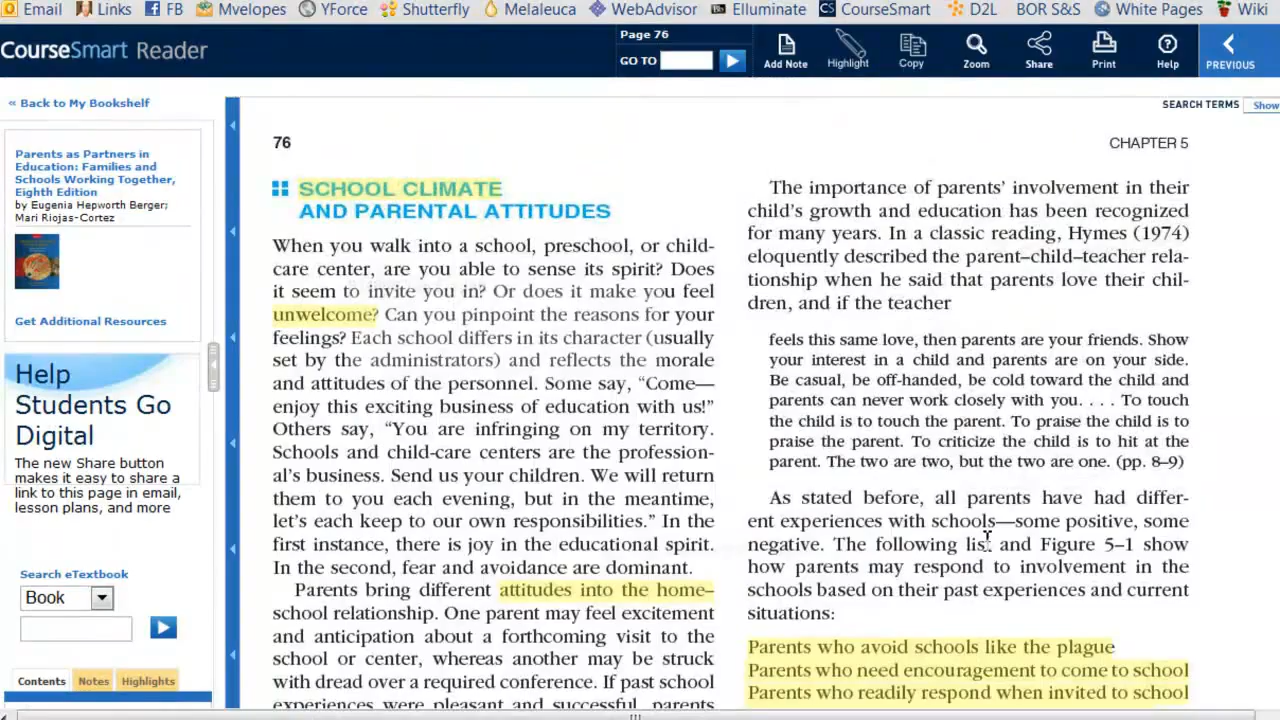 Email Links FB Mvelopes YForce Shutterfly Melaleuca WebAdvisor Elluminate CS CourseSmart D2L BOR S&S White Pages Wiki
CourseSmart Reader
Page 76
GO TO
Add Note Highlight Copy Zoom Share Print Help PREVIOUS
« Back to My Bookshelf
Parents as Partners in
Education: Families and
Schools Working Together,
Eighth Edition
by Eugenia Hepworth Berger;
Mari Riojas-Cortez
Get Additional Resources
Help
Students Go
Digital
The new Share button
makes it easy to share a
link to this page in email,
lesson plans, and more
Search eTextbook
Book
Contents Notes Highlights
SEARCH TERMS Show
76
CHAPTER 5
SCHOOL CLIMATE
AND PARENTAL ATTITUDES
When you walk into a school, preschool, or child-
care center, are you able to sense its spirit? Does
it seem to invite you in? Or does it make you feel
unwelcome? Can you pinpoint the reasons for your
feelings? Each school differs in its character (usually
set by the administrators) and reflects the morale
and attitudes of the personnel. Some say, “Come—
enjoy this exciting business of education with us!”
Others say, “You are infringing on my territory.
Schools and child-care centers are the profession-
al’s business. Send us your children. We will return
them to you each evening, but in the meantime,
let’s each keep to our own responsibilities.” In the
first instance, there is joy in the educational spirit.
In the second, fear and avoidance are dominant.
Parents bring different attitudes into the home–
school relationship. One parent may feel excitement
and anticipation about a forthcoming visit to the
school or center, whereas another may be struck
with dread over a required conference. If past school
experiences were pleasant and successful, parents
The importance of parents’ involvement in their
child’s growth and education has been recognized
for many years. In a classic reading, Hymes (1974)
eloquently described the parent–child–teacher rela-
tionship when he said that parents love their chil-
dren, and if the teacher
feels this same love, then parents are your friends. Show
your interest in a child and parents are on your side.
Be casual, be off-handed, be cold toward the child and
parents can never work closely with you. . . . To touch
the child is to touch the parent. To praise the child is to
praise the parent. To criticize the child is to hit at the
parent. The two are two, but the two are one. (pp. 8–9)
As stated before, all parents have had differ-
ent experiences with schools—some positive, some
negative. The following list and Figure 5–1 show
how parents may respond to involvement in the
schools based on their past experiences and current
situations:
Parents who avoid schools like the plague
Parents who need encouragement to come to school
Parents who readily respond when invited to school